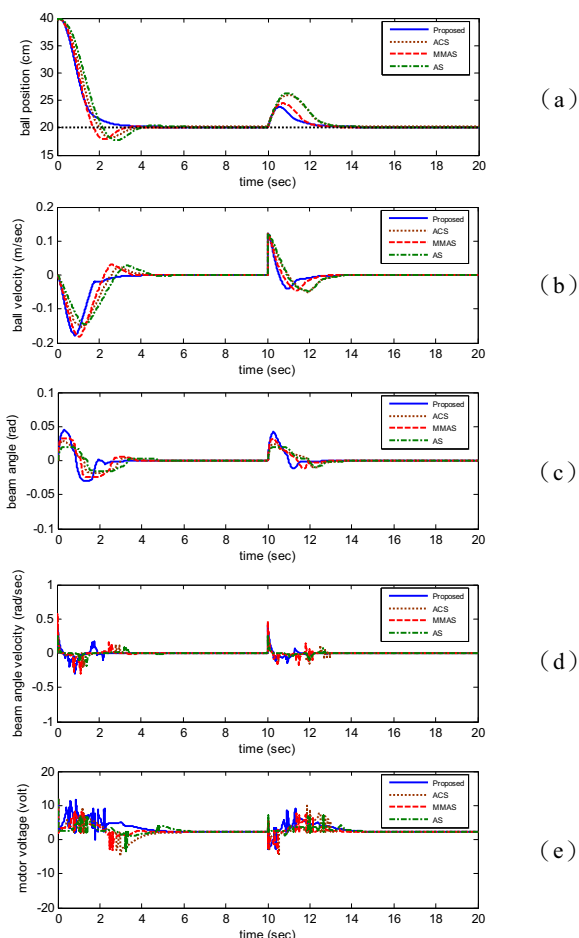 40
35
30
25
20
15
ball position (cm)
0 2 4 6 8 10 12 14 16 18 20
time (sec)
Proposed
ACS
MMAS
AS
(a)
0.2
0.1
0
-0.1
-0.2
ball velocity (m/sec)
0 2 4 6 8 10 12 14 16 18 20
time (sec)
Proposed
ACS
MMAS
AS
(b)
0.1
0.05
0
-0.05
-0.1
beam angle (rad)
0 2 4 6 8 10 12 14 16 18 20
time (sec)
Proposed
ACS
MMAS
AS
(c)
1
0.5
0
-0.5
-1
beam angle velocity (rad/sec)
0 2 4 6 8 10 12 14 16 18 20
time (sec)
Proposed
ACS
MMAS
AS
(d)
20
10
0
-10
-20
motor voltage (volt)
0 2 4 6 8 10 12 14 16 18 20
time (sec)
Proposed
ACS
MMAS
AS
(e)